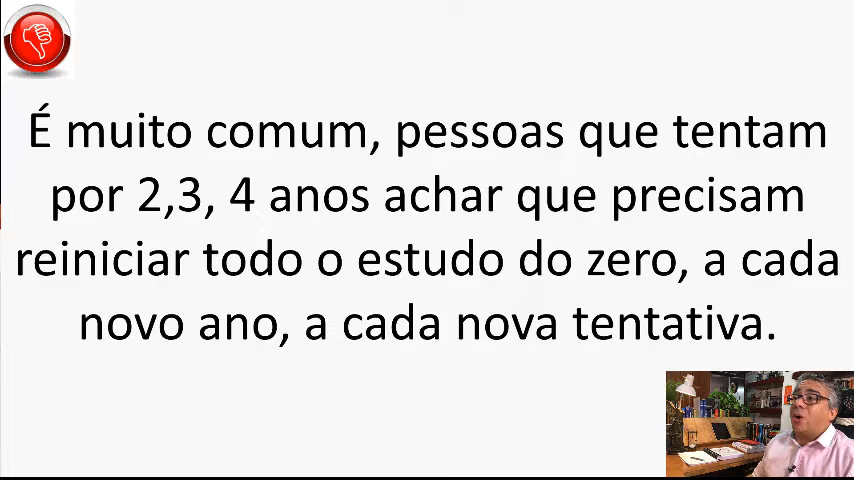 É muito comum, pessoas que tentam
por 2,3, 4 anos achar que precisam
reiniciar todo o estudo do zero, a cada
novo ano, a cada nova tentativa.